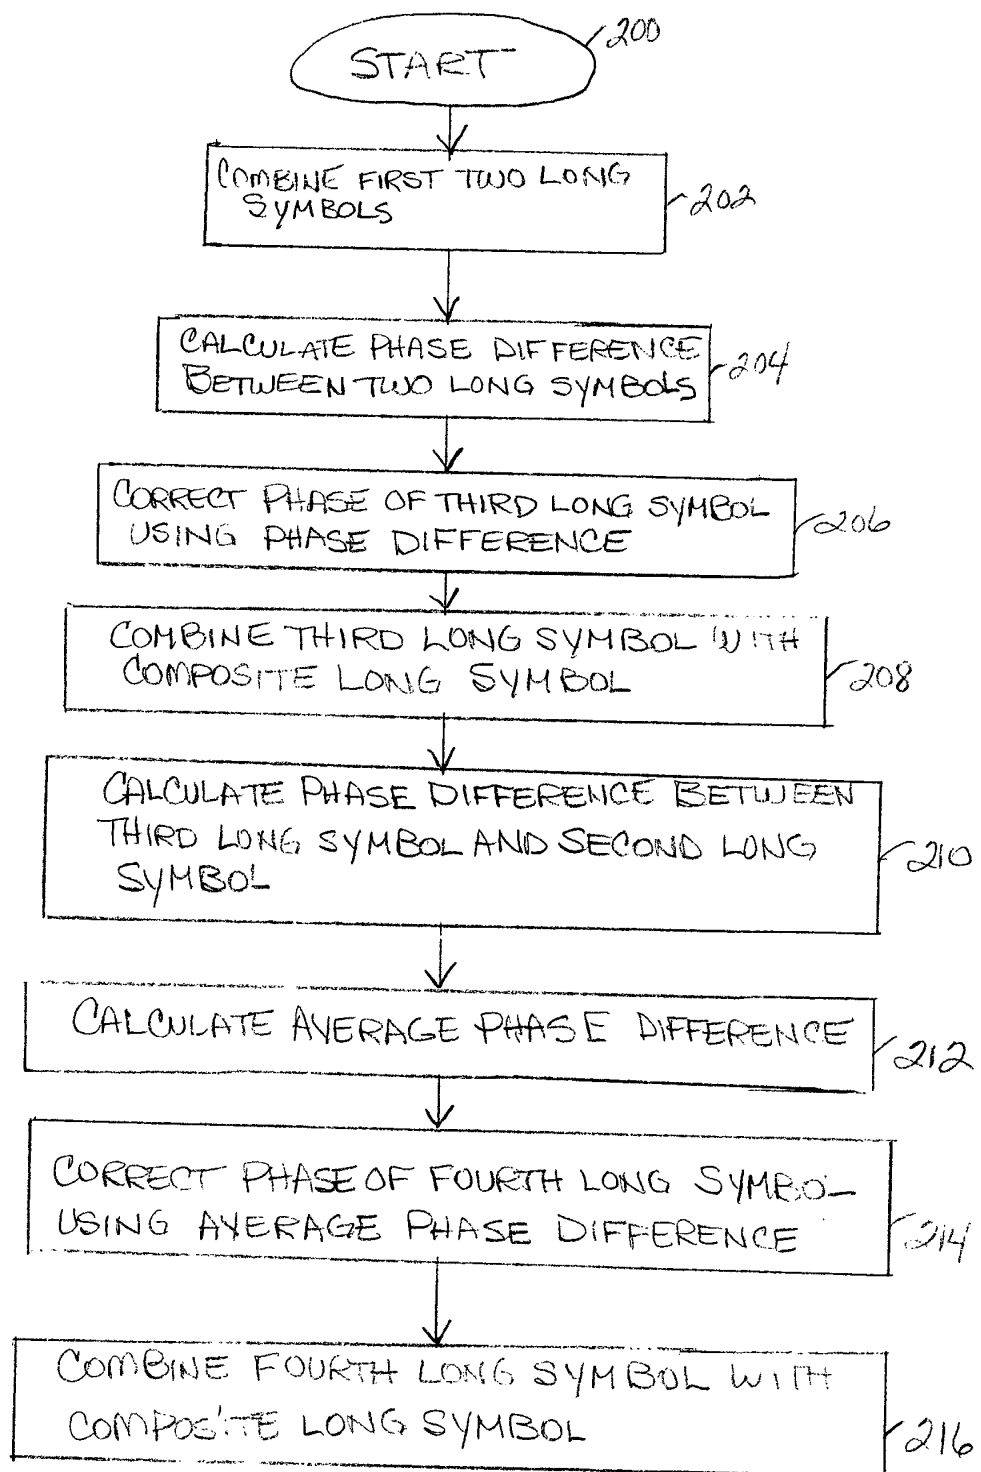 200
START
COMBINE FIRST TWO LONG
SYMBOLS
202
CALCULATE PHASE DIFFERENCE
BETWEEN TWO LONG SYMBOLS
204
CORRECT PHASE OF THIRD LONG SYMBOL
USING PHASE DIFFERENCE
206
COMBINE THIRD LONG SYMBOL WITH
COMPOSITE LONG SYMBOL
208
CALCULATE PHASE DIFFERENCE BETWEEN
THIRD LONG SYMBOL AND SECOND LONG
SYMBOL
210
CALCULATE AVERAGE PHASE DIFFERENCE
212
CORRECT PHASE OF FOURTH LONG SYMBOL
USING AVERAGE PHASE DIFFERENCE
214
COMBINE FOURTH LONG SYMBOL WITH
COMPOSITE LONG SYMBOL
216